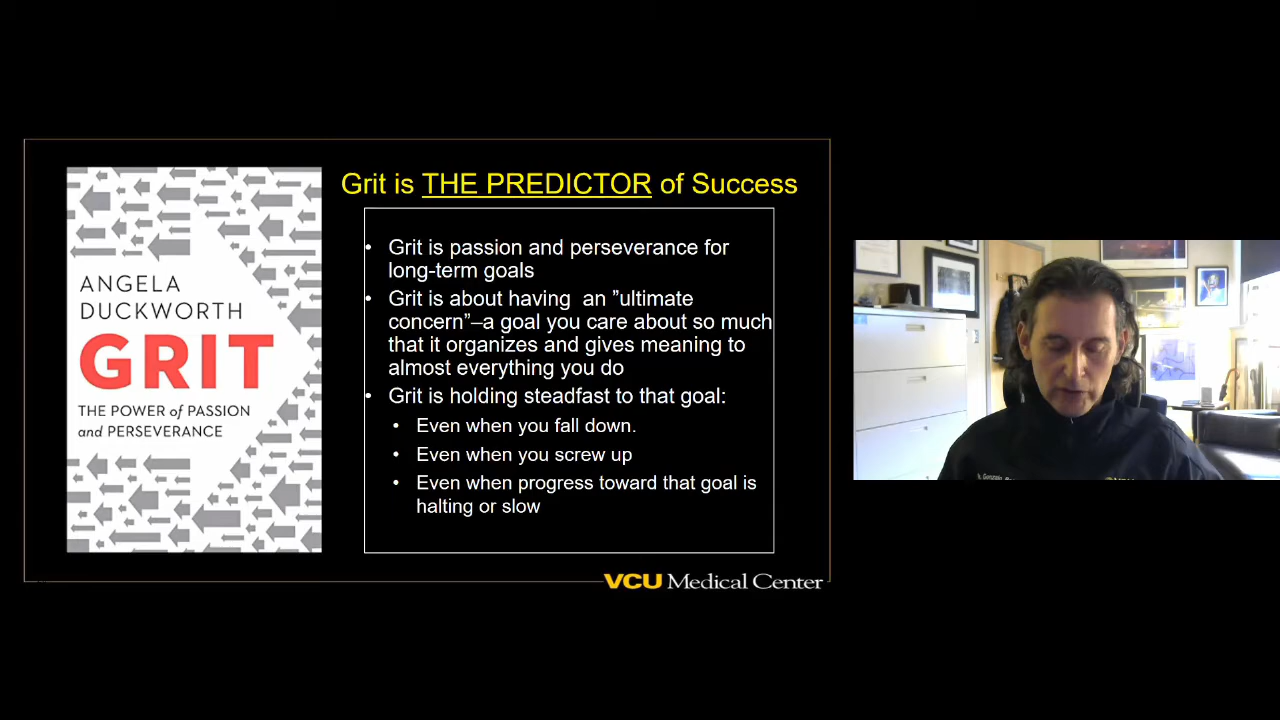 Grit is THE PREDICTOR of Success
ANGELA
DUCKWORTH
GRIT
THE POWER of PASSION
and PERSEVERANCE
• Grit is passion and perseverance for
long-term goals
• Grit is about having  an ”ultimate
concern”–a goal you care about so much
that it organizes and gives meaning to
almost everything you do
• Grit is holding steadfast to that goal:
• Even when you fall down.
• Even when you screw up
• Even when progress toward that goal is
halting or slow
VCU Medical Center